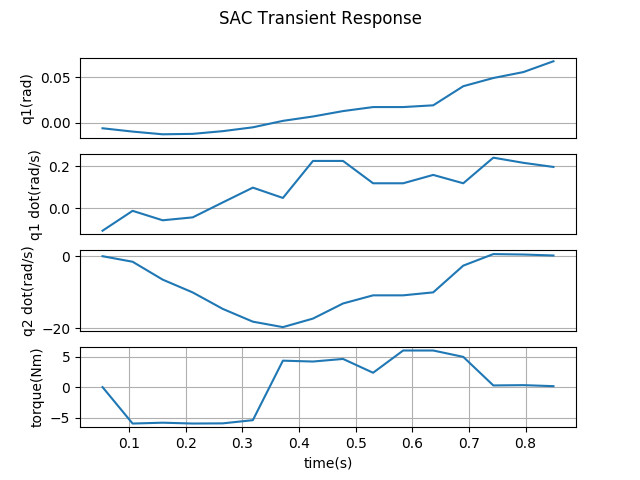 SAC Transient Response
q1(rad)
0.05
0.00
q1 dot(rad/s)
0.2
0.0
q2 dot(rad/s)
0
−20
torque(Nm)
5
0
−5
0.1 0.2 0.3 0.4 0.5 0.6 0.7 0.8
time(s)